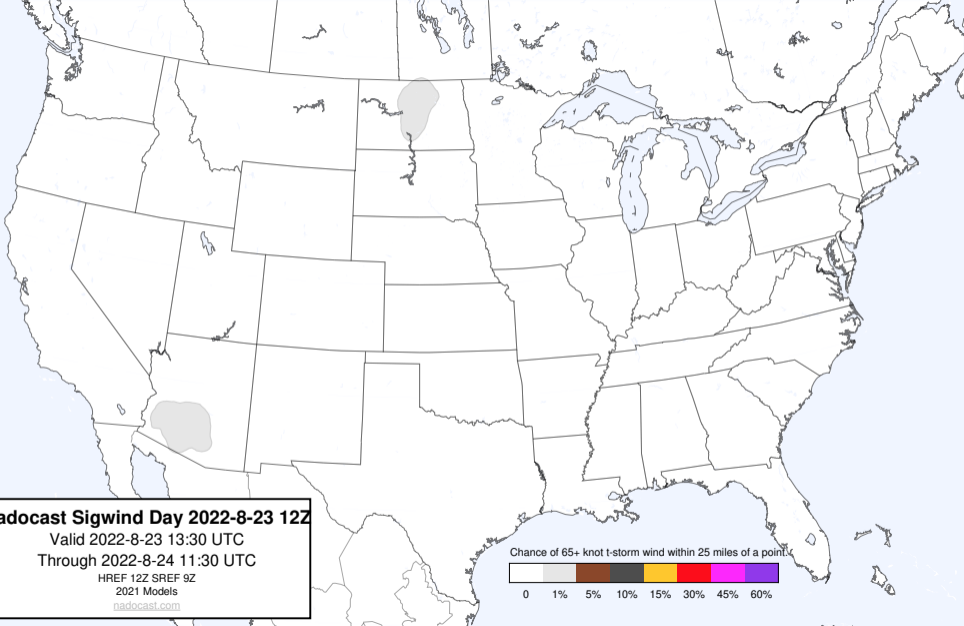 adocast Sigwind Day 2022-8-23 12Z
Valid 2022-8-23 13:30 UTC
Through 2022-8-24 11:30 UTC
HREF 12Z SREF 9Z
2021 Models
nadocast.com
Chance of 65+ knot t-storm wind within 25 miles of a point.
0 1% 5% 10% 15% 30% 45% 60%